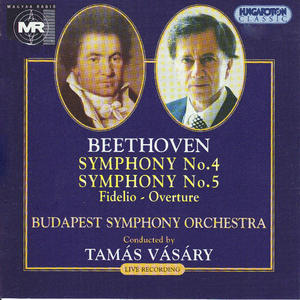 MAGYAR RÁDIÓ
MR
HUNGAROTON
CLASSIC
BEETHOVEN
SYMPHONY No.4
SYMPHONY No.5
Fidelio - Overture
BUDAPEST SYMPHONY ORCHESTRA
Conducted by
TAMÁS VÁSÁRY
LIVE RECORDING